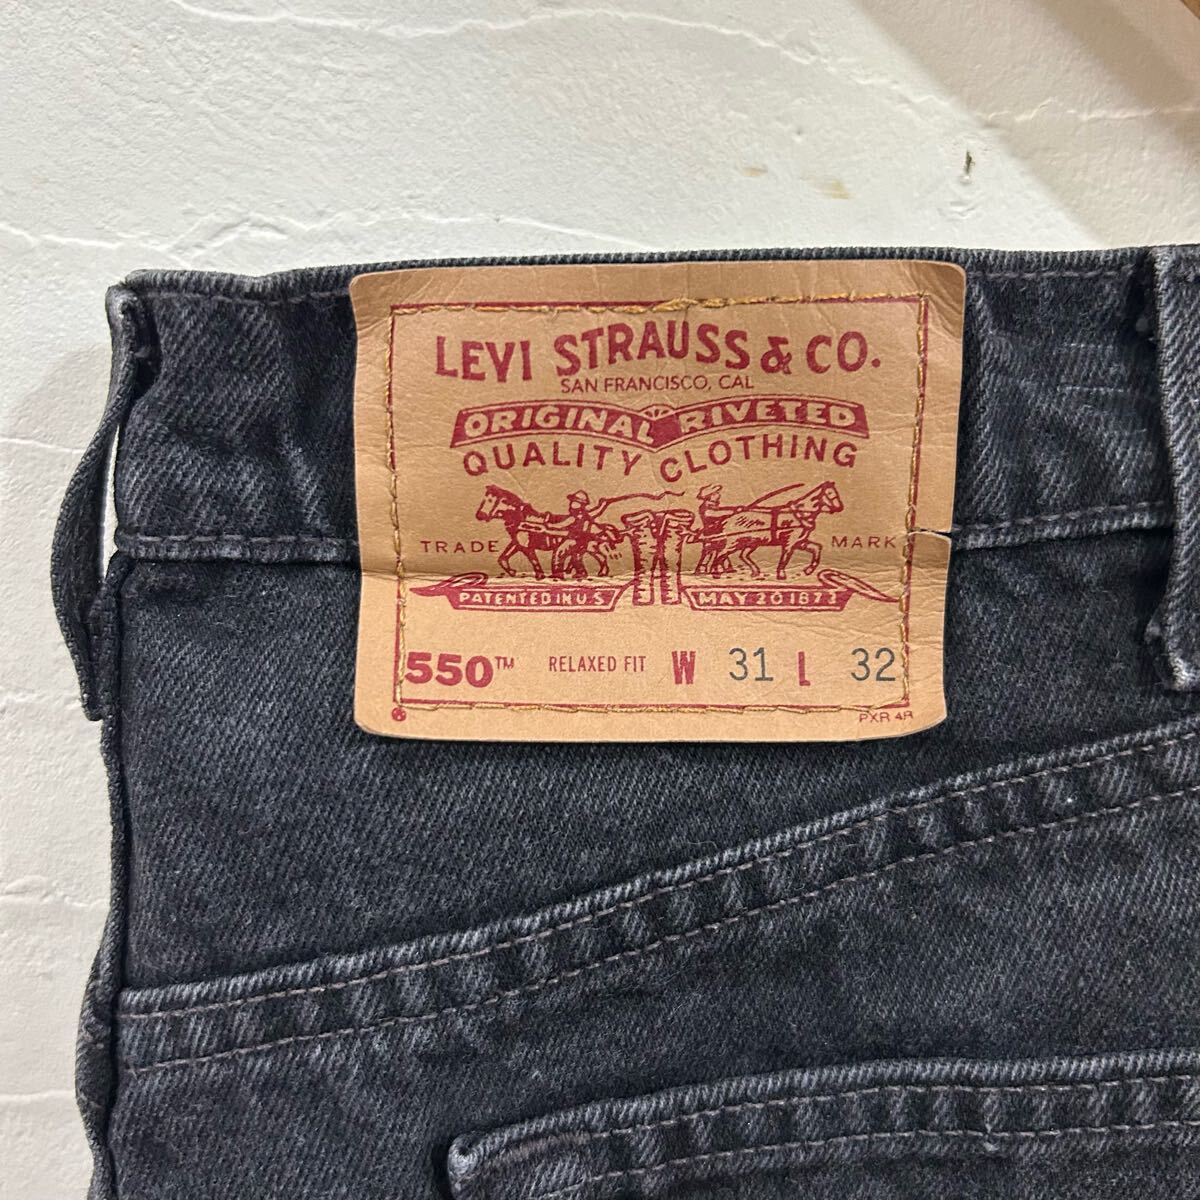 LEVI STRAUSS & CO.
SAN FRANCISCO, CAL
ORIGINAL RIVETED
QUALITY CLOTHING
TRADE MARK
PATENTED IN U S MAY 20 1873
550™ RELAXED FIT W 31 L 32
PXR 4R